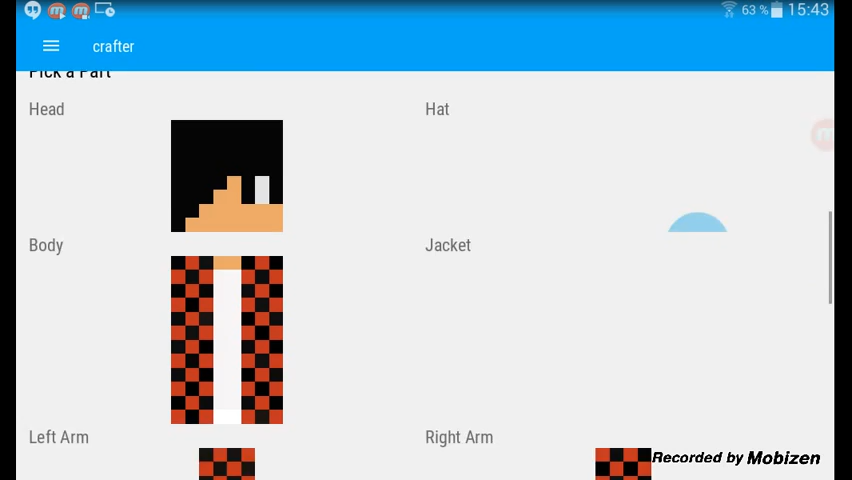 63 % 15:43
crafter
Pick a Part
Head Hat
Body Jacket
Left Arm Right Arm
Recorded by Mobizen